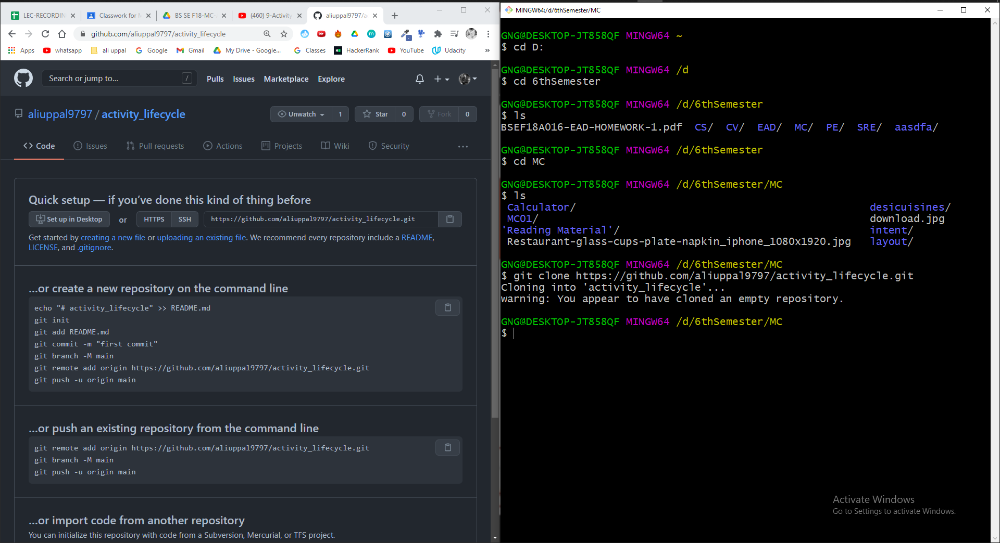 LEC-RECORDIN
Classwork for M
BS SE F18-MC-
(460) 9-Activity
aliuppal9797/a
github.com/aliuppal9797/activity_lifecycle
Apps
whatsapp
ali uppal
Google
Gmail
My Drive - Google...
Classes
HackerRank
YouTube
Udacity
»
Search or jump to...
/
Pulls
Issues
Marketplace
Explore
aliuppal9797 / activity_lifecycle
Unwatch 1
Star 0
Fork 0
Code
Issues
Pull requests
Actions
Projects
Wiki
Security
...
Quick setup — if you’ve done this kind of thing before
Set up in Desktop or HTTPS SSH https://github.com/aliuppal9797/activity_lifecycle.git
Get started by creating a new file or uploading an existing file. We recommend every repository include a README,
LICENSE, and .gitignore.
...or create a new repository on the command line
echo "# activity_lifecycle" >> README.md
git init
git add README.md
git commit -m "first commit"
git branch -M main
git remote add origin https://github.com/aliuppal9797/activity_lifecycle.git
git push -u origin main
...or push an existing repository from the command line
git remote add origin https://github.com/aliuppal9797/activity_lifecycle.git
git branch -M main
git push -u origin main
...or import code from another repository
You can initialize this repository with code from a Subversion, Mercurial, or TFS project.
MINGW64:/d/6thSemester/MC
GNG@DESKTOP-JT858QF MINGW64 ~
$ cd D:
GNG@DESKTOP-JT858QF MINGW64 /d
$ cd 6thSemester
GNG@DESKTOP-JT858QF MINGW64 /d/6thSemester
$ ls
BSEF18A016-EAD-HOMEWORK-1.pdf CS/ CV/ EAD/ MC/ PE/ SRE/ aasdfa/
GNG@DESKTOP-JT858QF MINGW64 /d/6thSemester
$ cd MC
GNG@DESKTOP-JT858QF MINGW64 /d/6thSemester/MC
$ ls
Calculator/ desicuisines/
MC01/ download.jpg
'Reading Material'/ intent/
Restaurant-glass-cups-plate-napkin_iphone_1080x1920.jpg layout/
GNG@DESKTOP-JT858QF MINGW64 /d/6thSemester/MC
$ git clone https://github.com/aliuppal9797/activity_lifecycle.git
Cloning into 'activity_lifecycle'...
warning: You appear to have cloned an empty repository.
GNG@DESKTOP-JT858QF MINGW64 /d/6thSemester/MC
$
Activate Windows
Go to Settings to activate Windows.